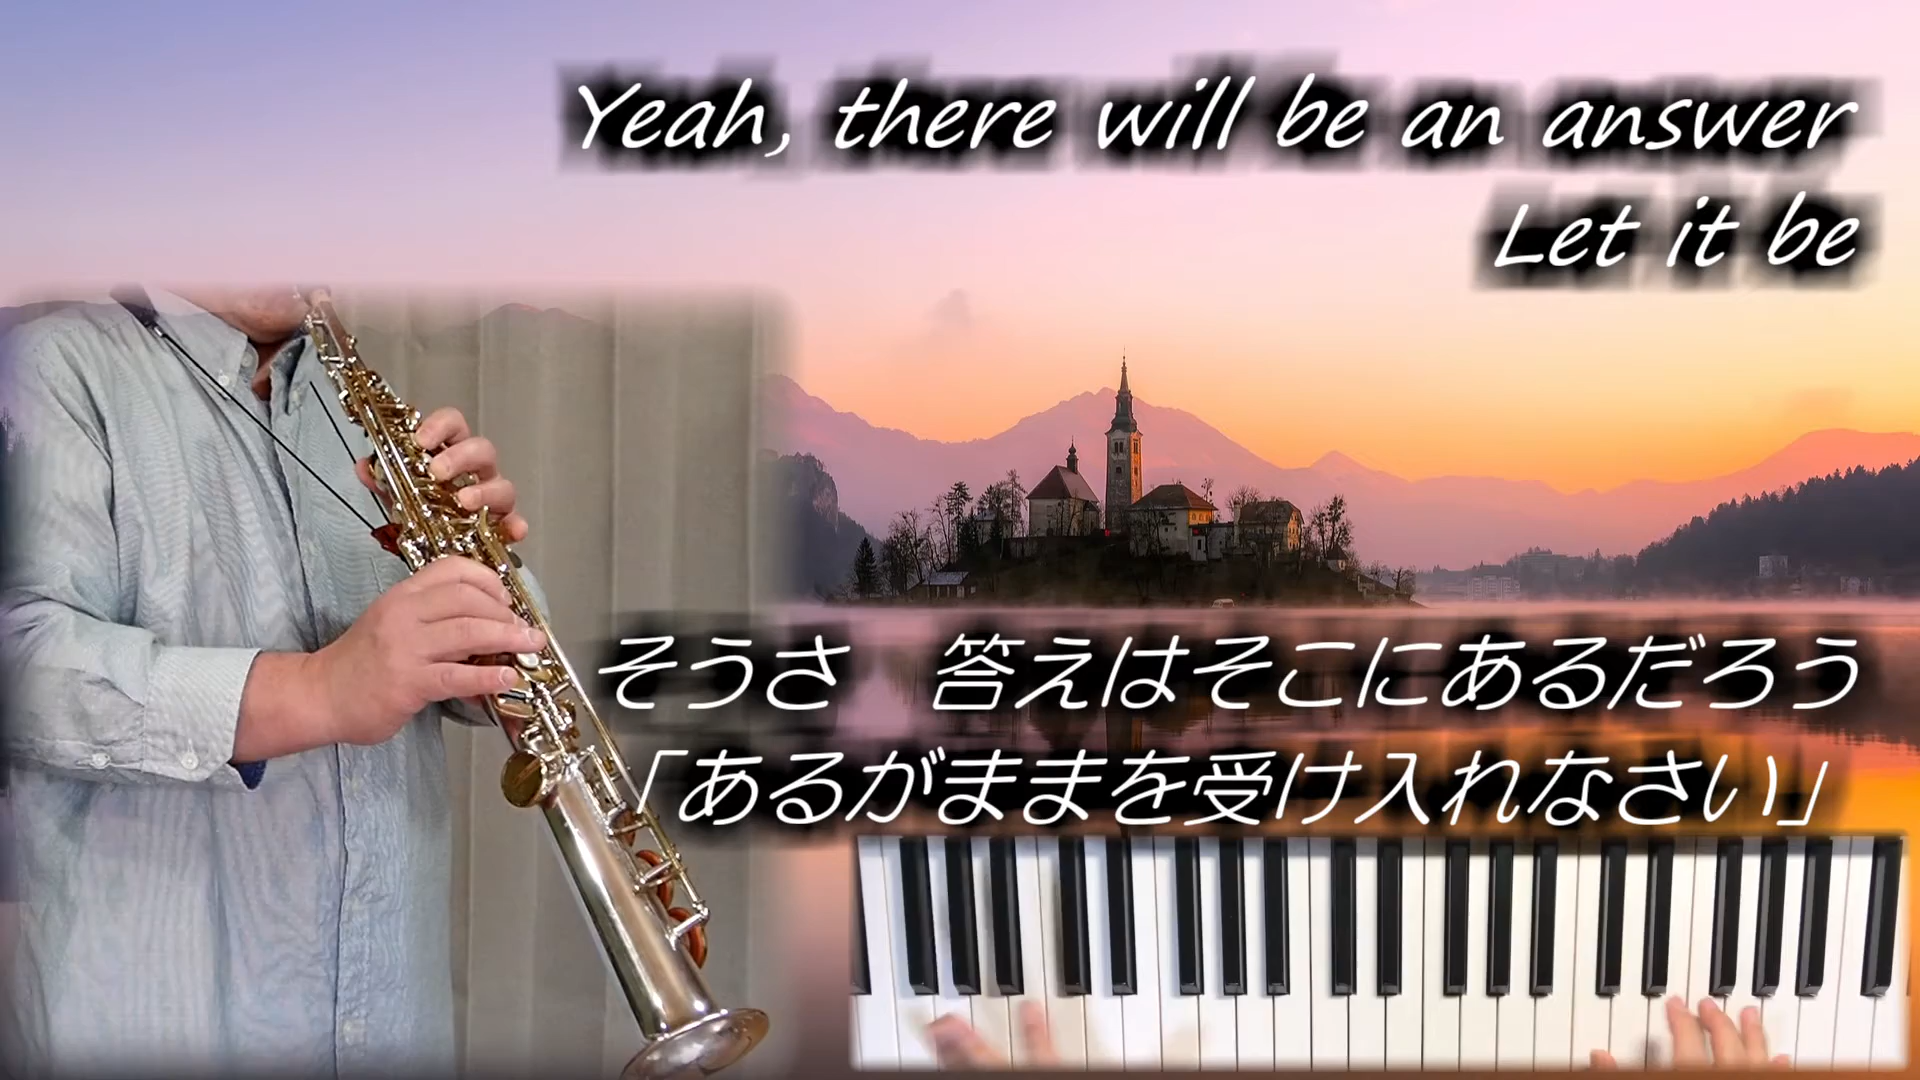 Yeah, there will be an answer
Let it be
そうさ　答えはそこにあるだろう
「あるがままを受け入れなさい」